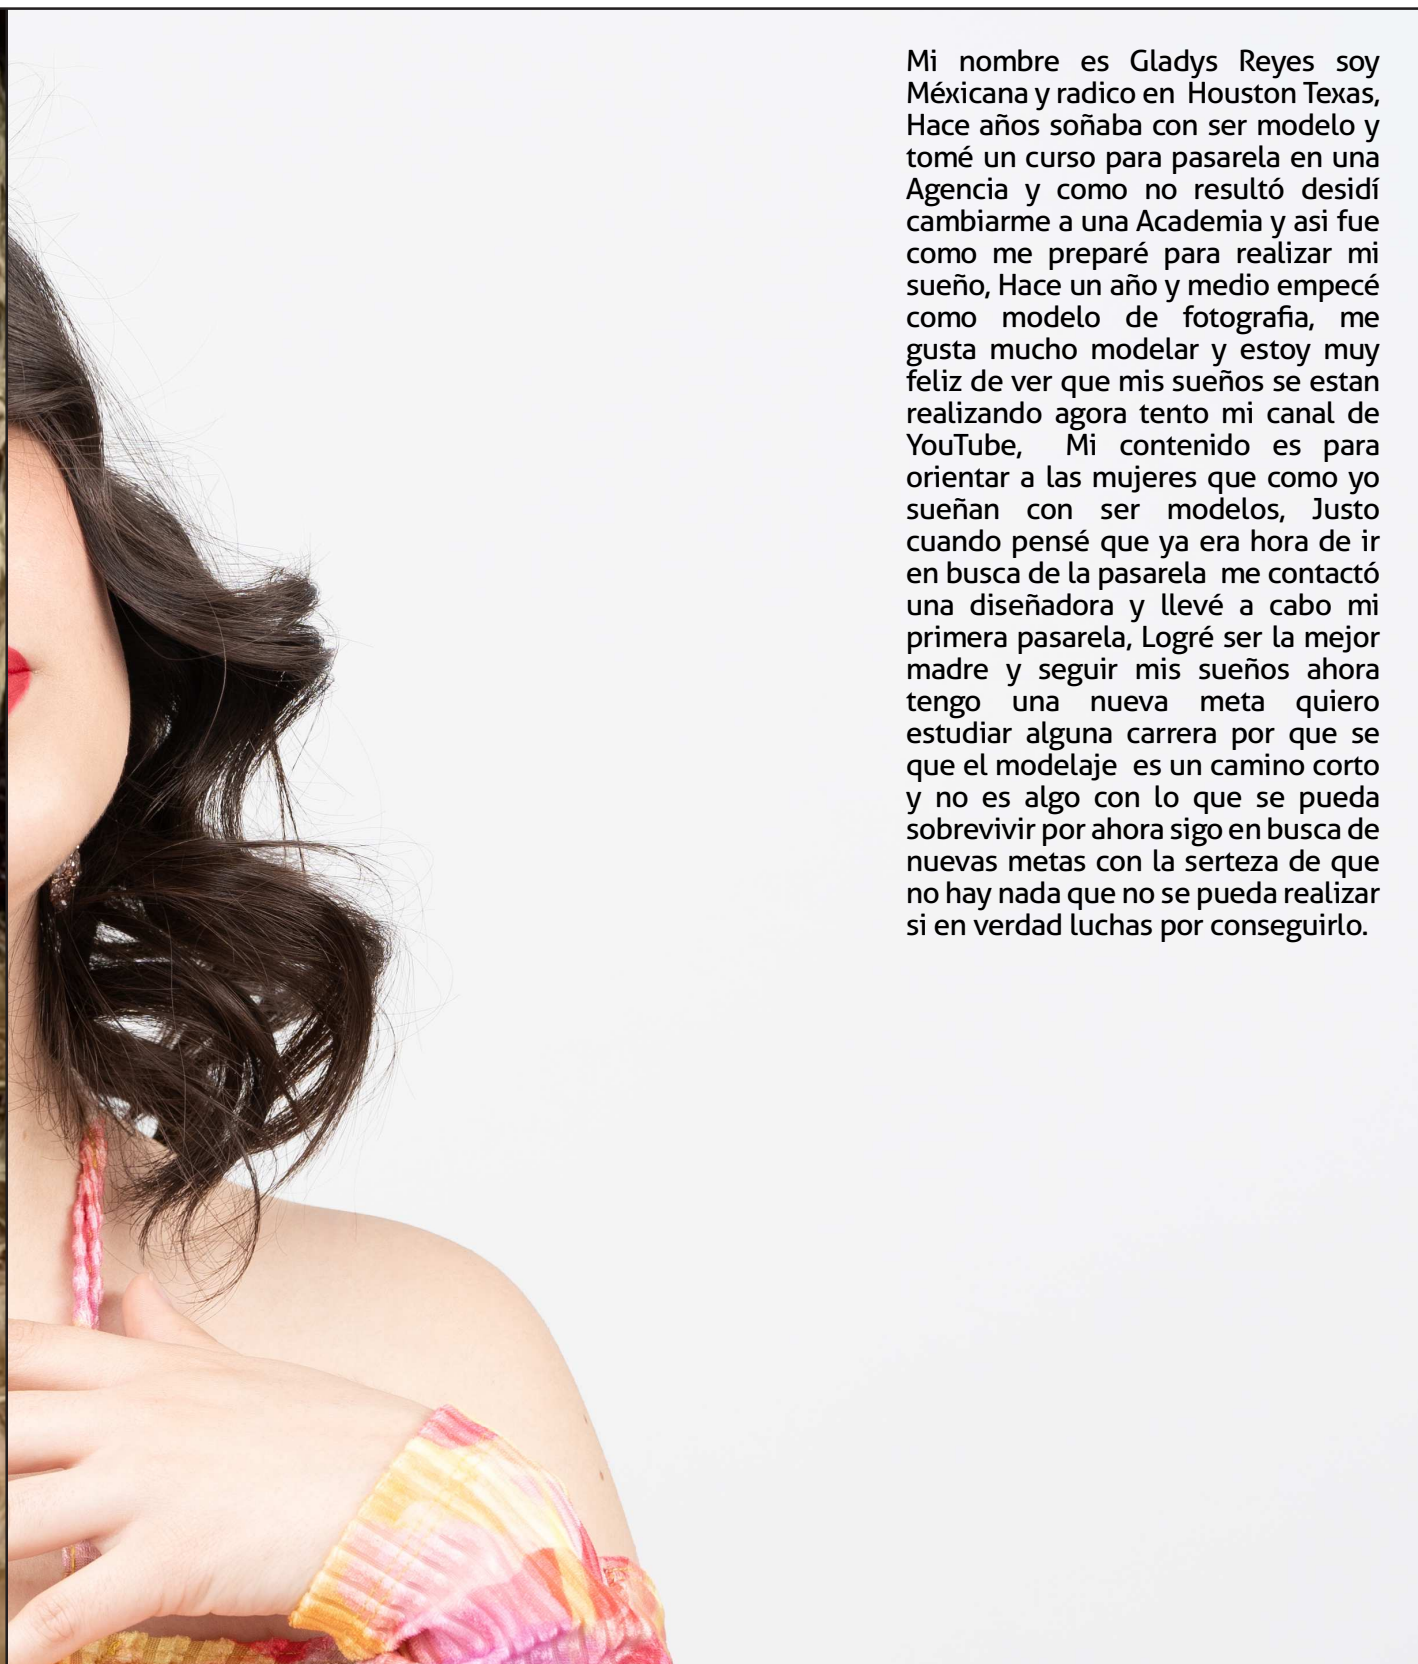 Mi nombre es Gladys Reyes soy
Méxicana y radico en Houston Texas,
Hace años soñaba con ser modelo y
tomé un curso para pasarela en una
Agencia y como no resultó desidí
cambiarme a una Academia y asi fue
como me preparé para realizar mi
sueño, Hace un año y medio empecé
como modelo de fotografia, me
gusta mucho modelar y estoy muy
feliz de ver que mis sueños se estan
realizando agora tento mi canal de
YouTube, Mi contenido es para
orientar a las mujeres que como yo
sueñan con ser modelos, Justo
cuando pensé que ya era hora de ir
en busca de la pasarela me contactó
una diseñadora y llevé a cabo mi
primera pasarela, Logré ser la mejor
madre y seguir mis sueños ahora
tengo una nueva meta quiero
estudiar alguna carrera por que se
que el modelaje es un camino corto
y no es algo con lo que se pueda
sobrevivir por ahora sigo en busca de
nuevas metas con la serteza de que
no hay nada que no se pueda realizar
si en verdad luchas por conseguirlo.